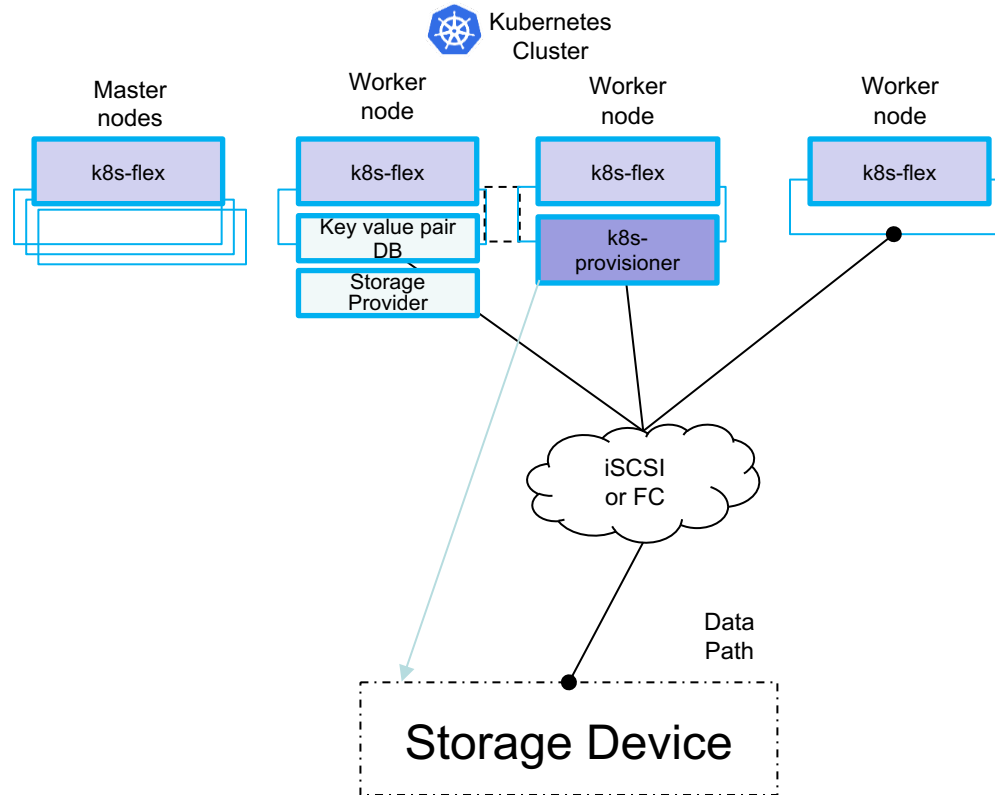 Kubernetes
Cluster
Master
nodes
Worker
node
Worker
node
Worker
node
k8s-flex
k8s-flex
k8s-flex
k8s-flex
Key value pair
DB
k8s-
provisioner
Storage
Provider
iSCSI
or FC
Data
Path
Storage Device